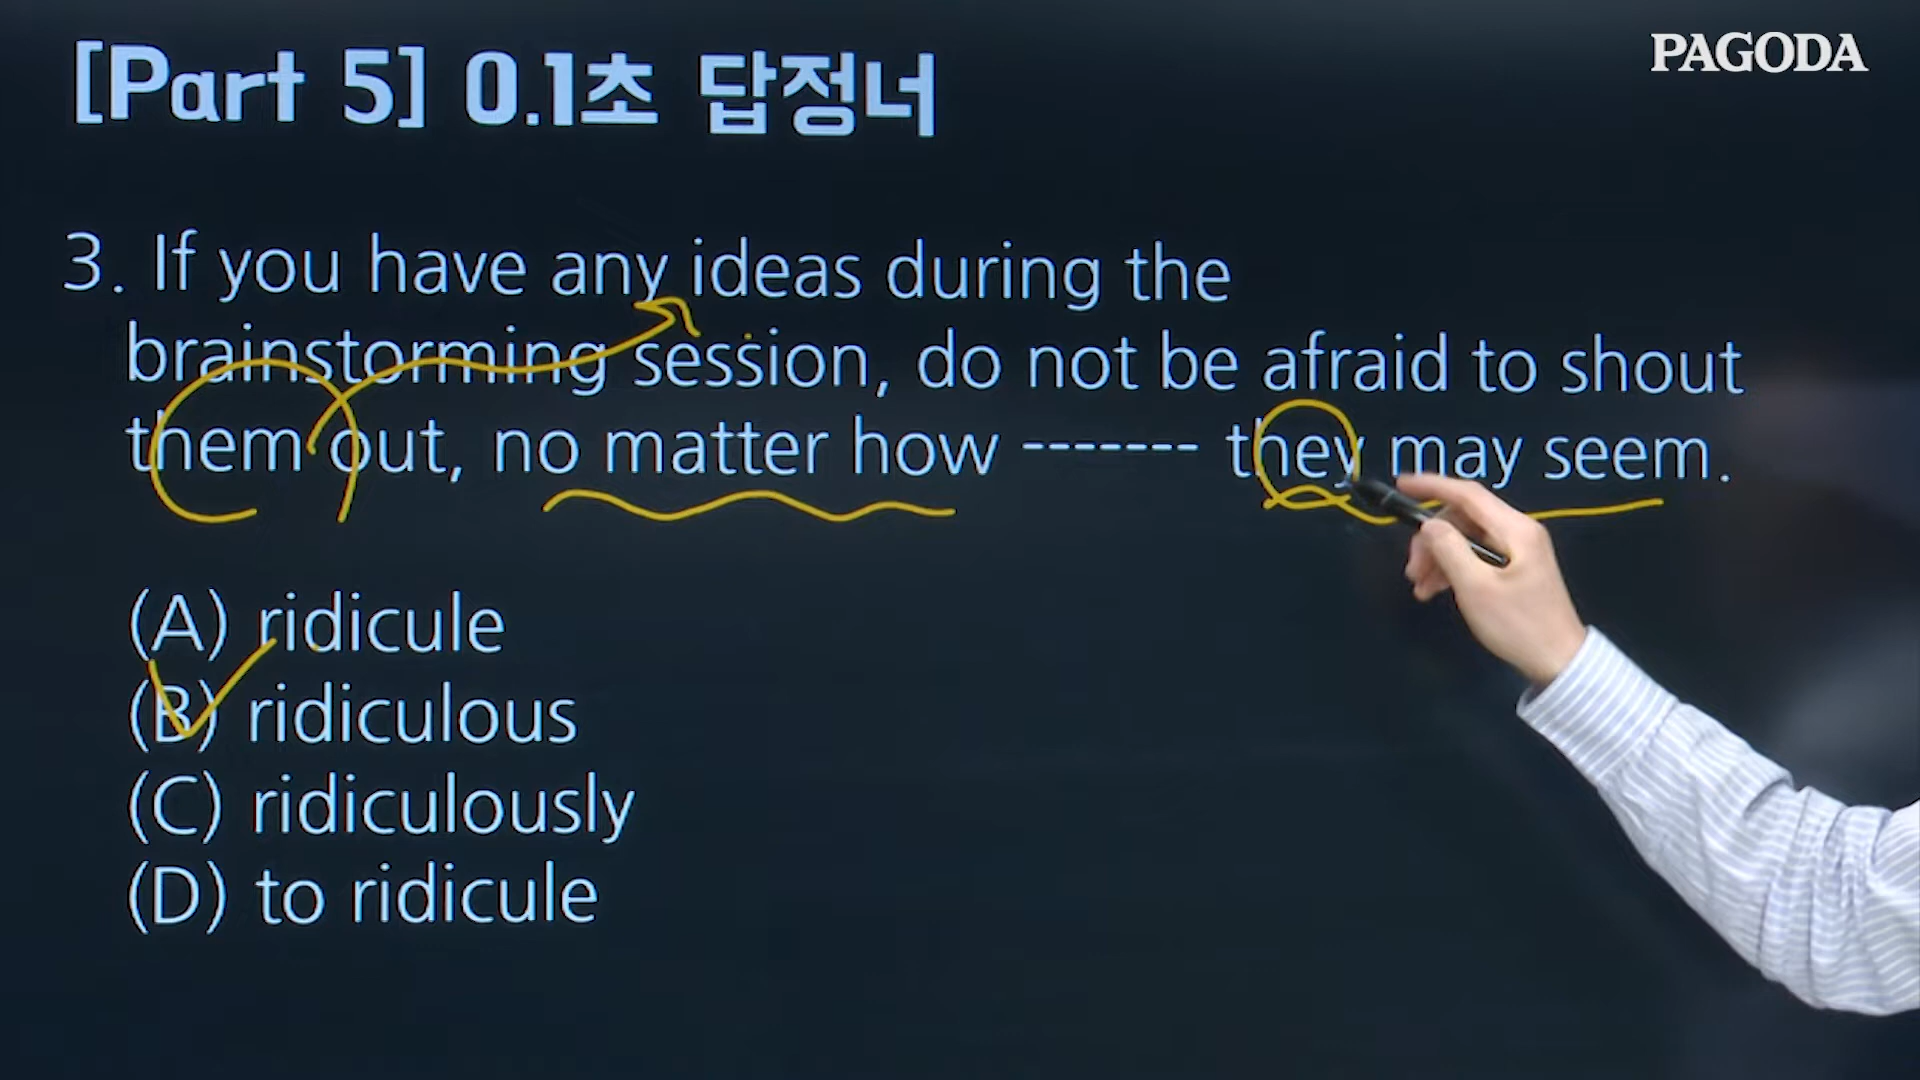 [Part 5] 0.1초 답정너
PAGODA
3. If you have any ideas during the
brainstorming session, do not be afraid to shout
them out, no matter how ------- they may seem.
(A) ridicule
(B) ridiculous
(C) ridiculously
(D) to ridicule